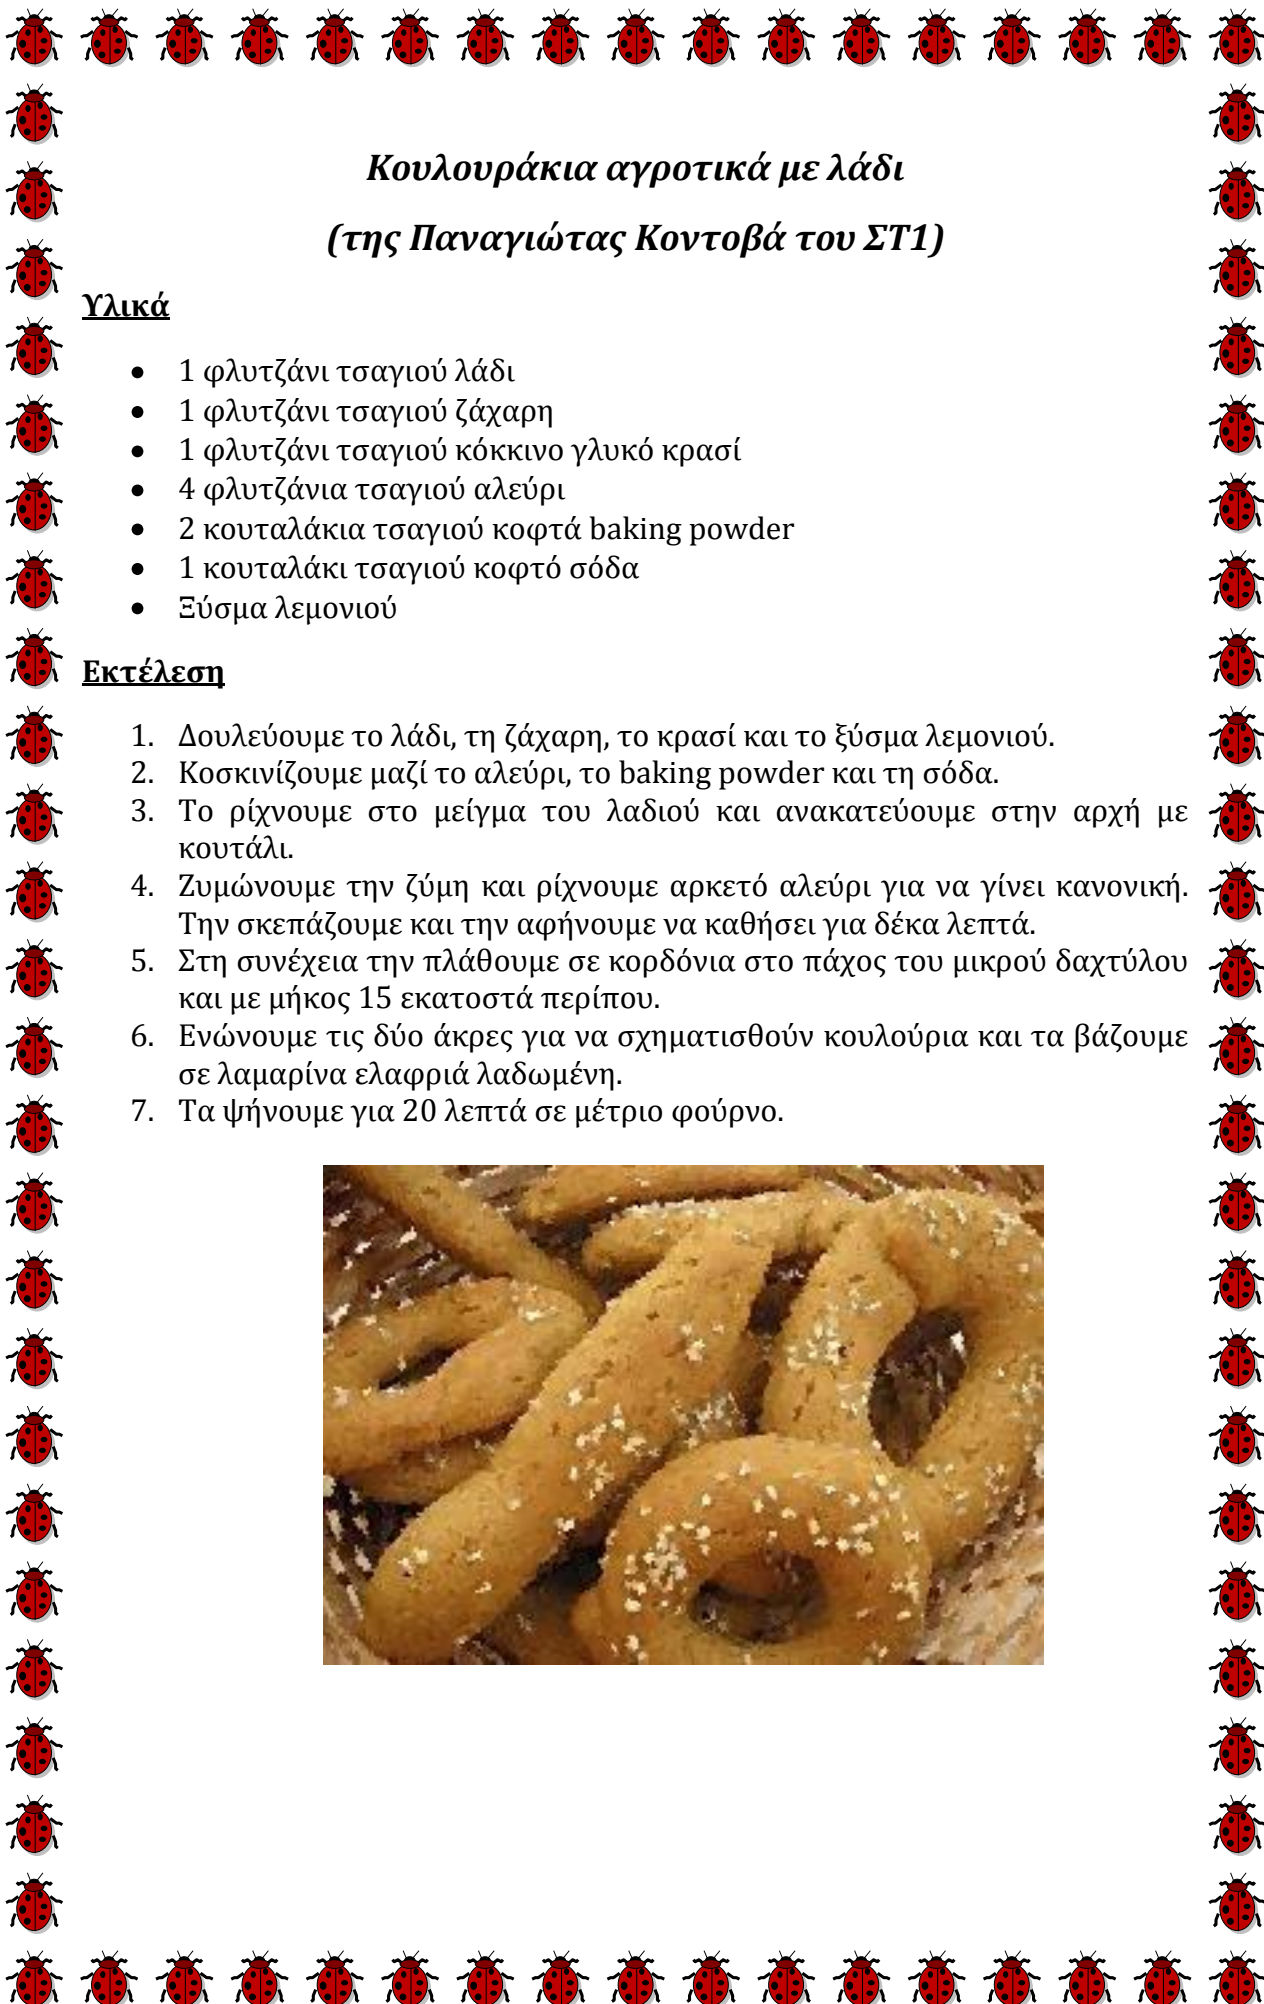 Κουλουράκια αγροτικά με λάδι
(της Παναγιώτας Κοντοβά του ΣΤ1)
Υλικά
• 1 φλυτζάνι τσαγιού λάδι
• 1 φλυτζάνι τσαγιού ζάχαρη
• 1 φλυτζάνι τσαγιού κόκκινο γλυκό κρασί
• 4 φλυτζάνια τσαγιού αλεύρι
• 2 κουταλάκια τσαγιού κοφτά baking powder
• 1 κουταλάκι τσαγιού κοφτό σόδα
• Ξύσμα λεμονιού
Εκτέλεση
1. Δουλεύουμε το λάδι, τη ζάχαρη, το κρασί και το ξύσμα λεμονιού.
2. Κοσκινίζουμε μαζί το αλεύρι, το baking powder και τη σόδα.
3. Το ρίχνουμε στο μείγμα του λαδιού και ανακατεύουμε στην αρχή με
κουτάλι.
4. Ζυμώνουμε την ζύμη και ρίχνουμε αρκετό αλεύρι για να γίνει κανονική.
Την σκεπάζουμε και την αφήνουμε να καθήσει για δέκα λεπτά.
5. Στη συνέχεια την πλάθουμε σε κορδόνια στο πάχος του μικρού δαχτύλου
και με μήκος 15 εκατοστά περίπου.
6. Ενώνουμε τις δύο άκρες για να σχηματισθούν κουλούρια και τα βάζουμε
σε λαμαρίνα ελαφριά λαδωμένη.
7. Τα ψήνουμε για 20 λεπτά σε μέτριο φούρνο.